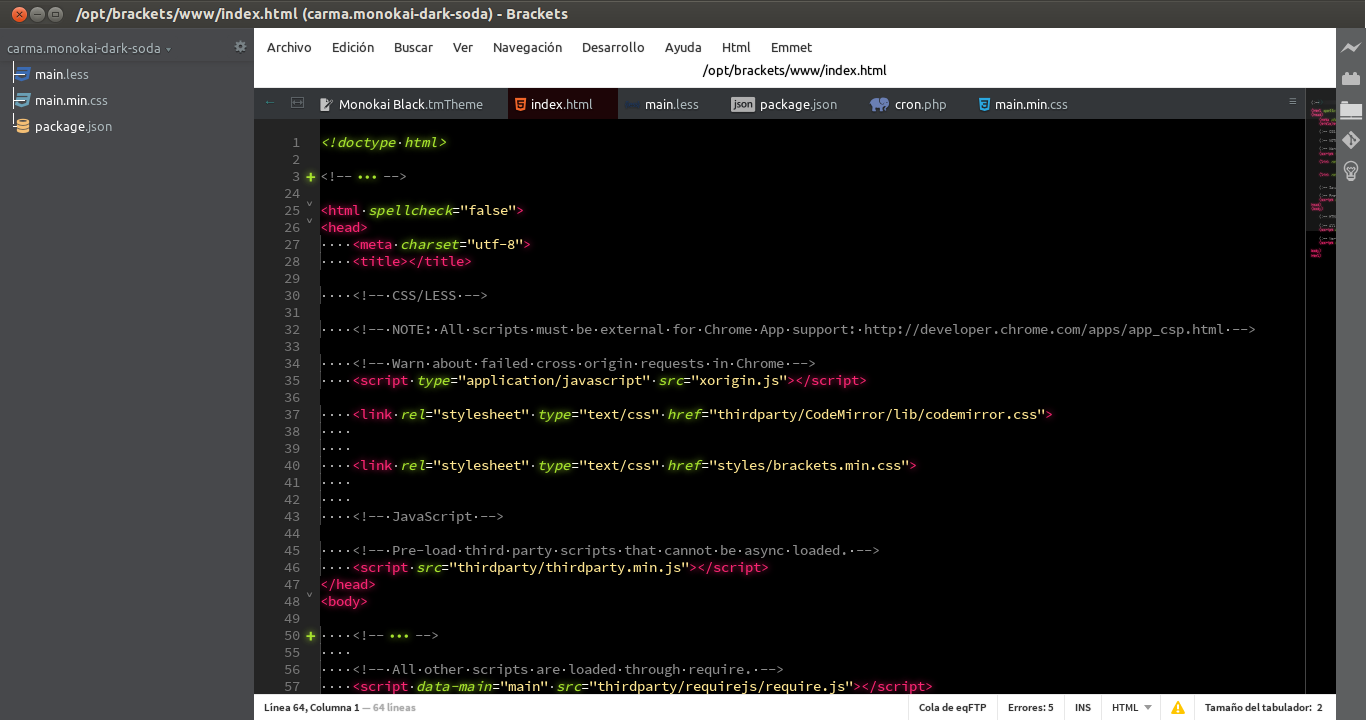 /opt/brackets/www/index.html (carma.monokai-dark-soda) - Brackets
carma.monokai-dark-soda
main.less
main.min.css
package.json
Archivo Edición Buscar Ver Navegación Desarrollo Ayuda Html Emmet
/opt/brackets/www/index.html
Monokai Black.tmTheme index.html main.less json package.json cron.php main.min.css
1 <!doctype·html>
2
3 <!-- ••• -->
24
25 <html·spellcheck="false">
26 <head>
27 ····<meta·charset="utf-8">
28 ····<title></title>
29
30 ····<!--·CSS/LESS·-->
31
32 ····<!--·NOTE:·All·scripts·must·be·external·for·Chrome·App·support:·http://developer.chrome.com/apps/app_csp.html·-->
33
34 ····<!--·Warn·about·failed·cross·origin·requests·in·Chrome·-->
35 ····<script·type="application/javascript"·src="xorigin.js"></script>
36
37 ····<link·rel="stylesheet"·type="text/css"·href="thirdparty/CodeMirror/lib/codemirror.css">
38 ····
39 ····
40 ····<link·rel="stylesheet"·type="text/css"·href="styles/brackets.min.css">
41 ····
42 ····
43 ····<!--·JavaScript·-->
44
45 ····<!--·Pre-load·third·party·scripts·that·cannot·be·async·loaded.·-->
46 ····<script·src="thirdparty/thirdparty.min.js"></script>
47 </head>
48 <body>
49
50 ····<!-- ••• -->
55 ····
56 ····<!--·All·other·scripts·are·loaded·through·require.·-->
57 ····<script·data-main="main"·src="thirdparty/requirejs/require.js"></script>
Línea 64, Columna 1 — 64 líneas Cola de eqFTP Errores: 5 INS HTML Tamaño del tabulador: 2